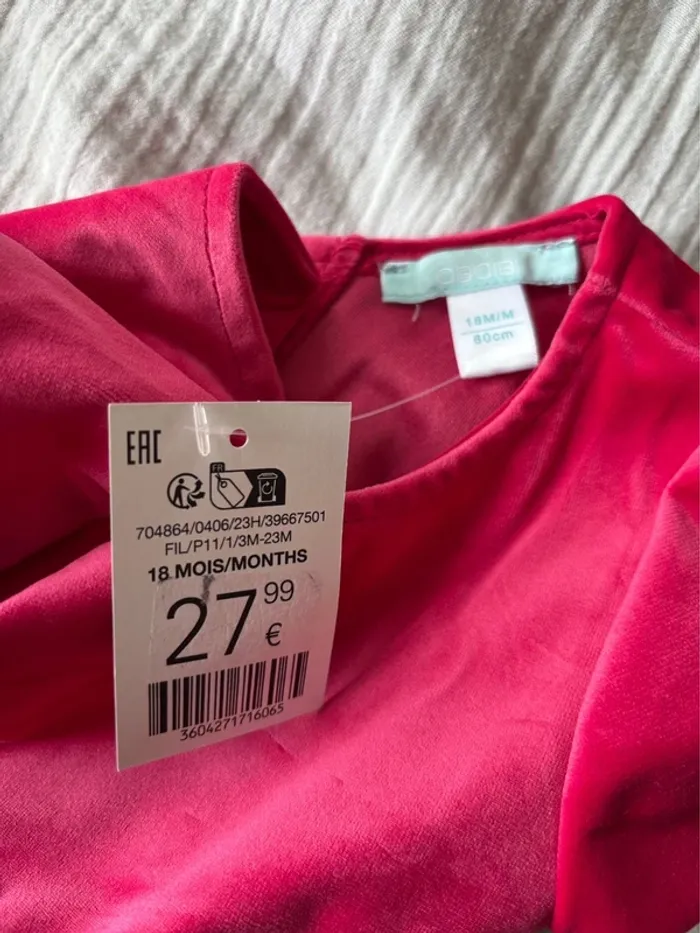 18M/M
80cm
EAC
FR
704864/0406/23H/39667501
FIL/P11/1/3M-23M
18 MOIS/MONTHS
27 99
€
3604271716065